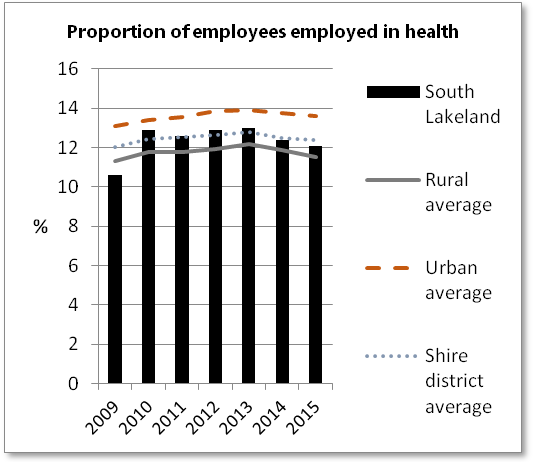 Proportion of employees employed in health
16
14
12
10
8
6
4
2
0
%
2009
2010
2011
2012
2013
2014
2015
South
Lakeland
Rural
average
Urban
average
Shire
district
average